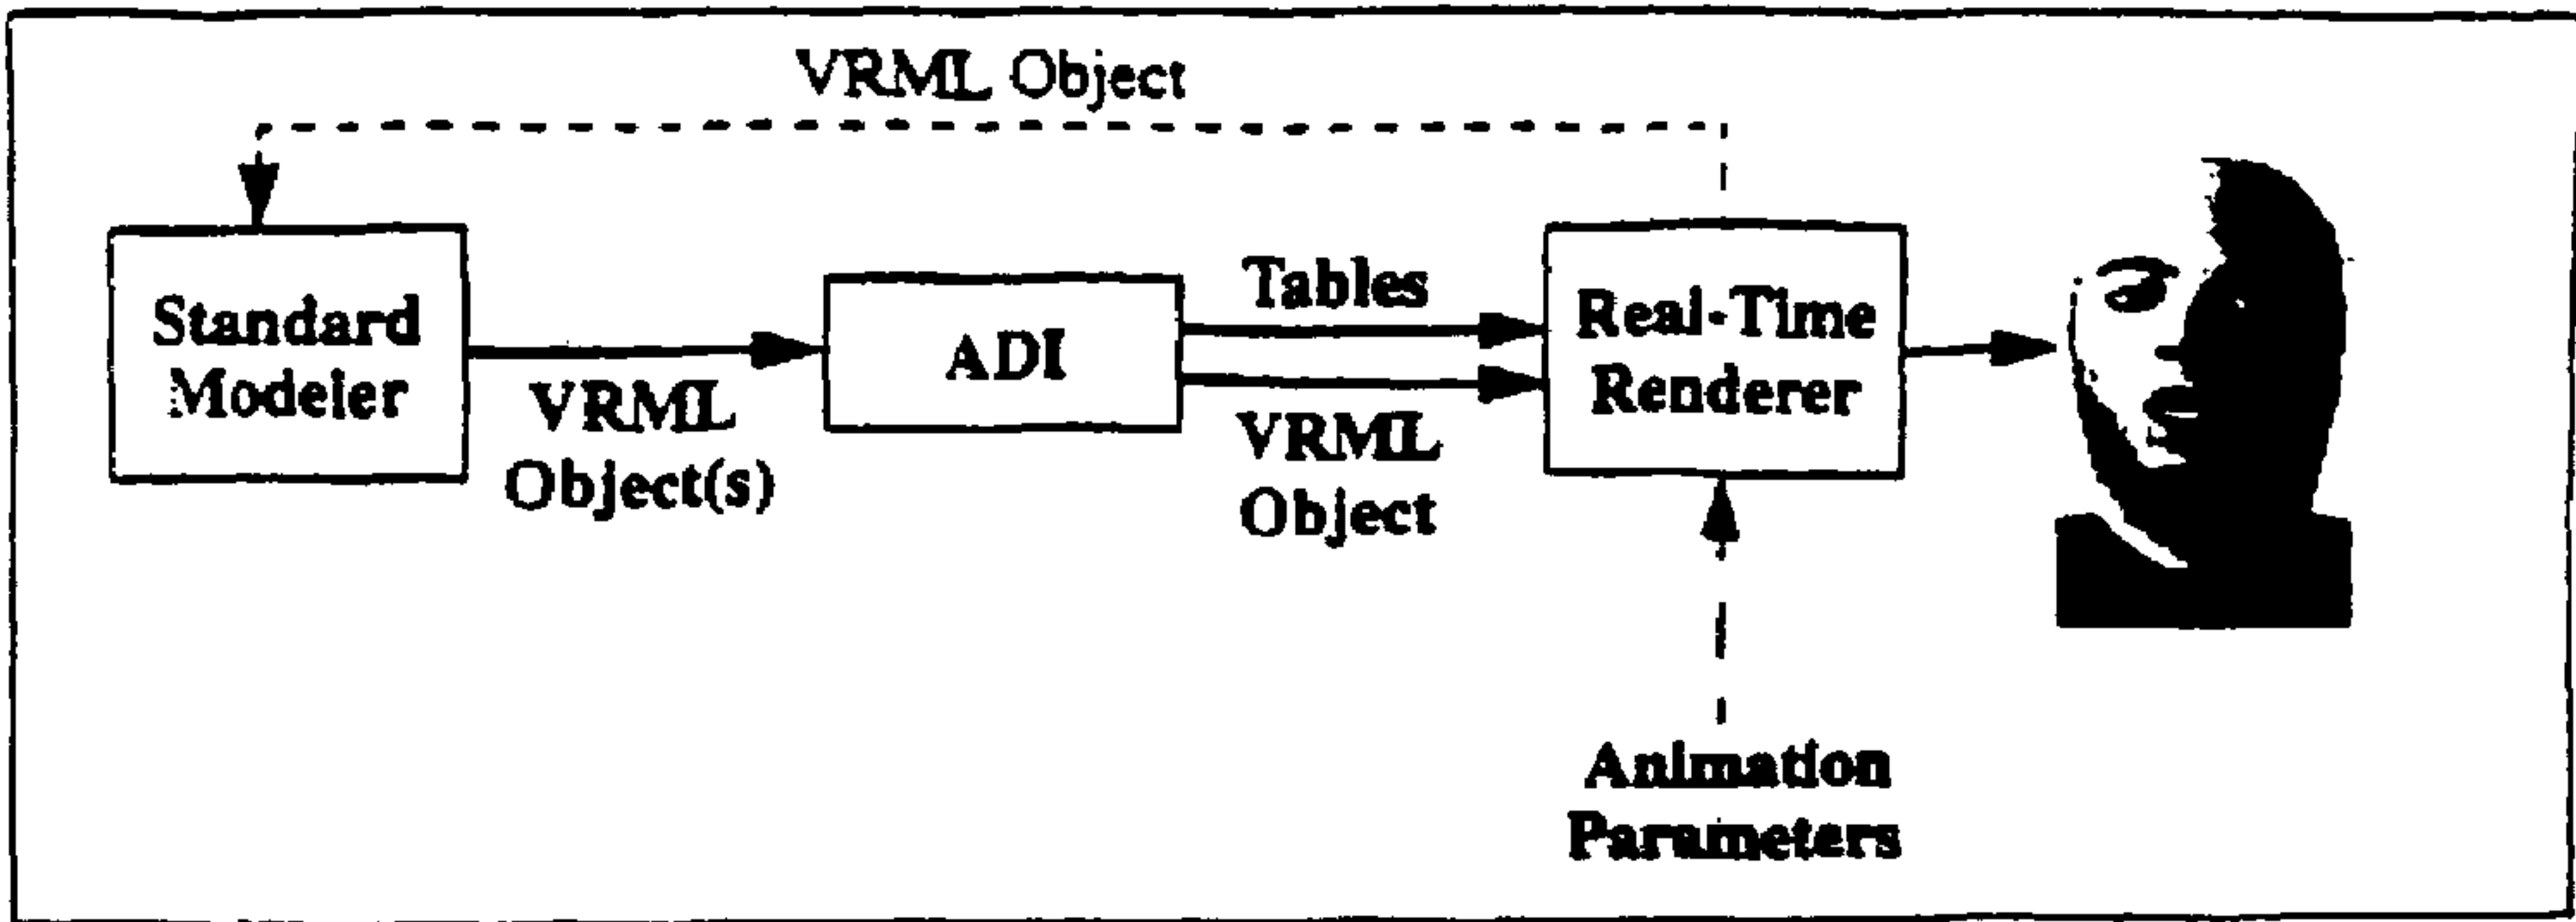 VRML Object
Standard
Modeler
VRML
Object(s)
ADI
Tables
VRML
Object
Real-Time
Renderer
Animation
Parameters